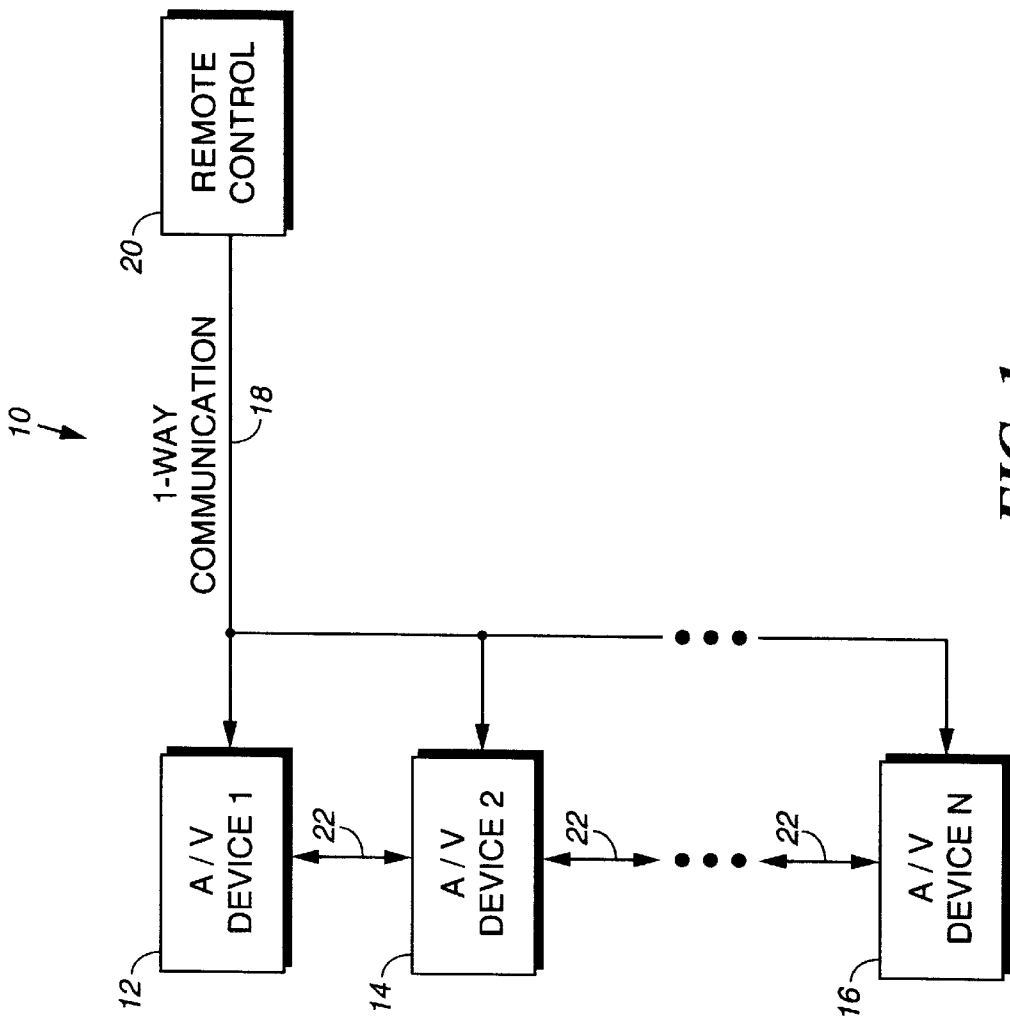 10
1-WAY
COMMUNICATION
18
20
REMOTE
CONTROL
12
A / V
DEVICE 1
22
14
A / V
DEVICE 2
22
22
16
A / V
DEVICE N
FIG. 1